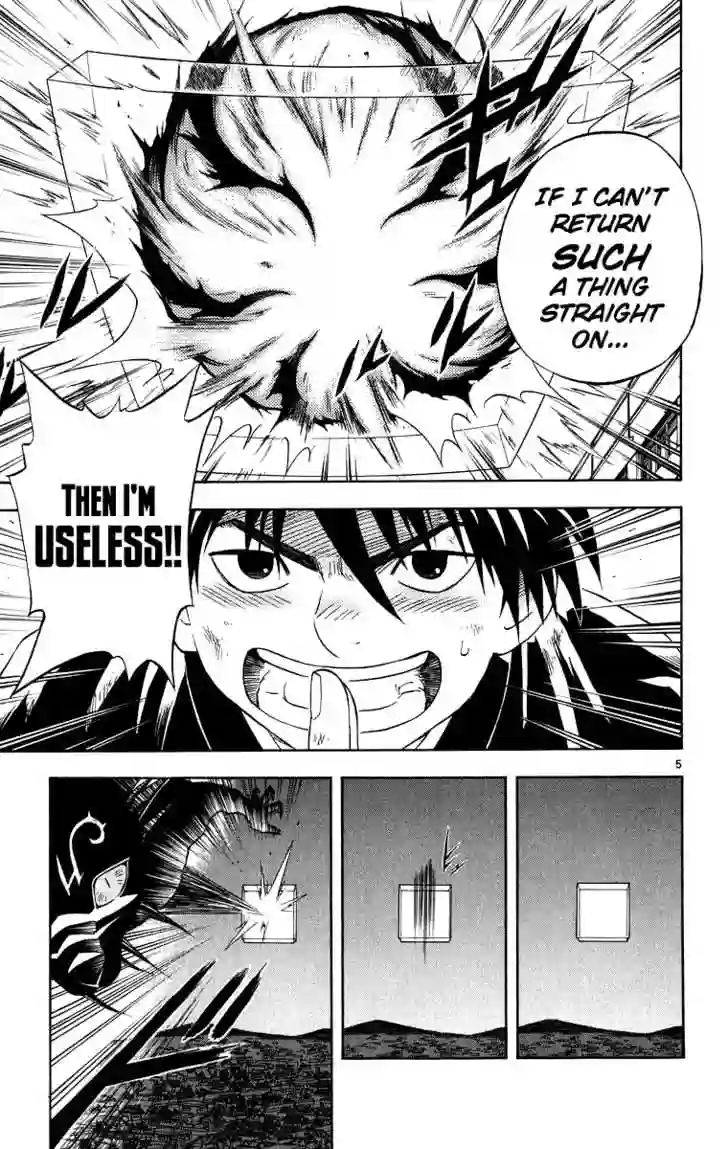 IF I CAN'T
RETURN
SUCH
A THING
STRAIGHT
ON...
THEN I'M
USELESS!!
5